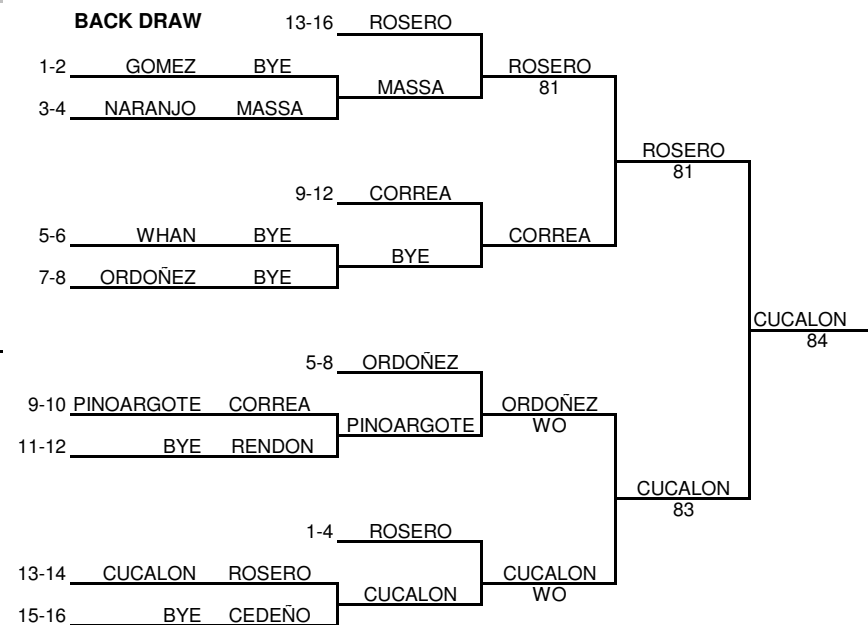 BACK DRAW
13-16 ROSERO
1-2 GOMEZ BYE
ROSERO
MASSA
81
3-4 NARANJO MASSA
ROSERO
81
9-12 CORREA
5-6 WHAN BYE
CORREA
BYE
7-8 ORDOÑEZ BYE
CUCALON
84
5-8 ORDOÑEZ
9-10 PINOARGOTE CORREA
ORDOÑEZ
PINOARGOTE
WO
11-12 BYE RENDON
CUCALON
83
1-4 ROSERO
13-14 CUCALON ROSERO
CUCALON
CUCALON
WO
15-16 BYE CEDEÑO